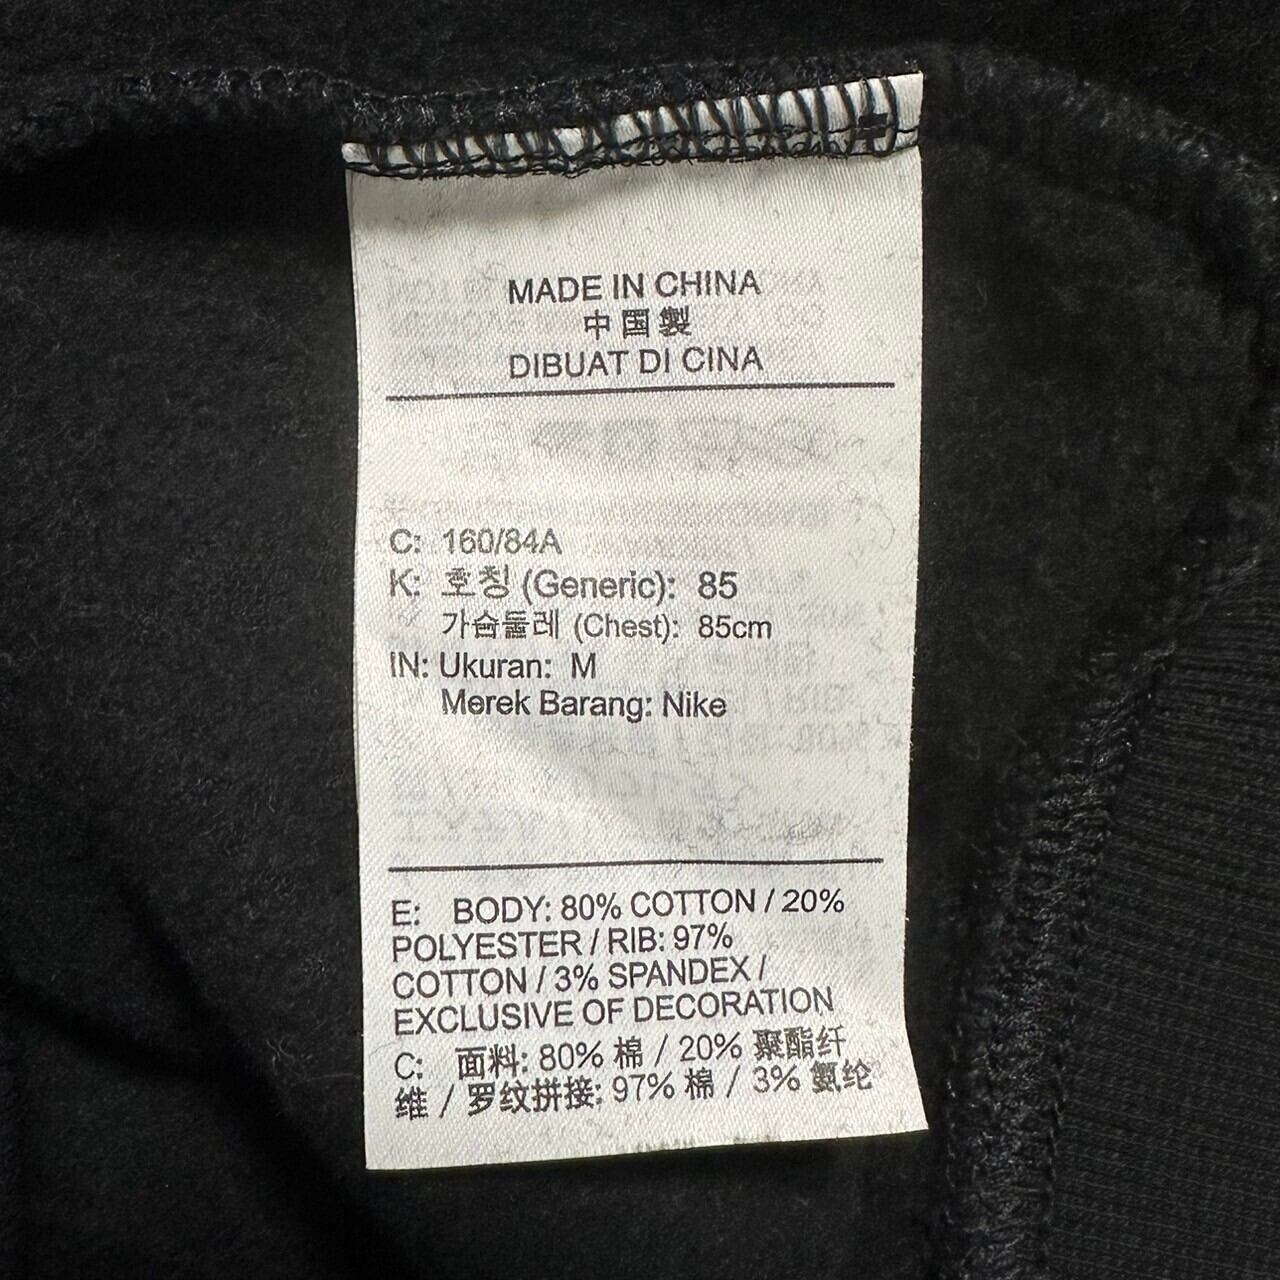 MADE IN CHINA
中国製
DIBUAT DI CINA
C: 160/84A
K: 호칭 (Generic): 85
가슴둘레 (Chest): 85cm
IN: Ukuran: M
Merek Barang: Nike
E: BODY: 80% COTTON / 20%
POLYESTER / RIB: 97%
COTTON / 3% SPANDEX /
EXCLUSIVE OF DECORATION
C: 面料: 80% 棉 / 20% 聚酯纤
维 / 罗纹拼接: 97% 棉 / 3% 氨纶